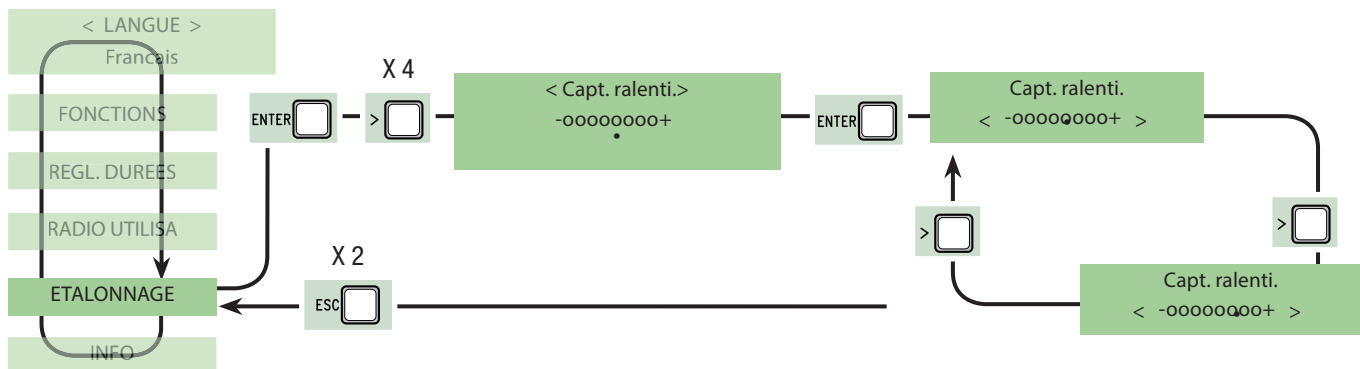 < LANGUE >
Francais
FONCTIONS
REGL. DUREES
RADIO UTILISA
ETALONNAGE
INFO
ENTER
X 4
>
< Capt. ralenti.>
-oooooooo+
ENTER
Capt. ralenti.
< -oooooooo+ >
>
Capt. ralenti.
< -oooooooo+ >
>
X 2
ESC